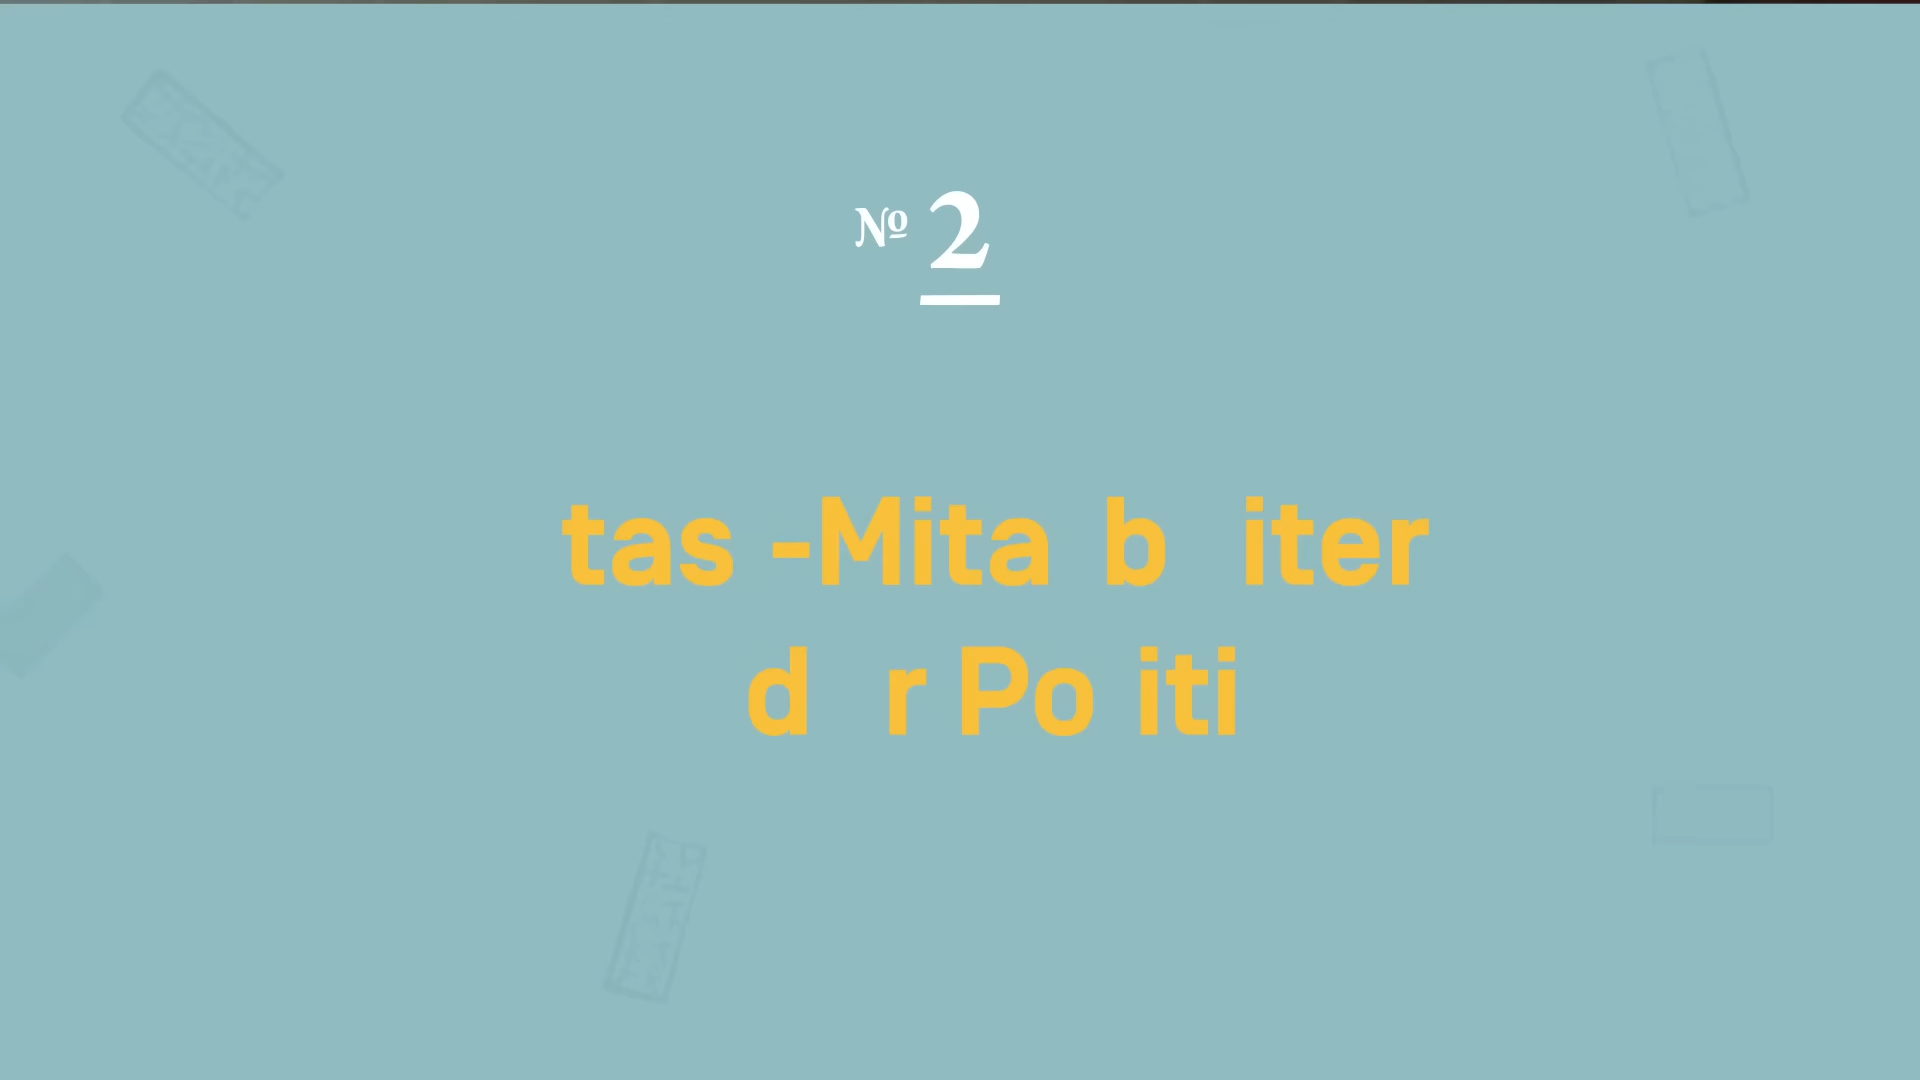 № 2
tas -Mita b iter
d r Po iti